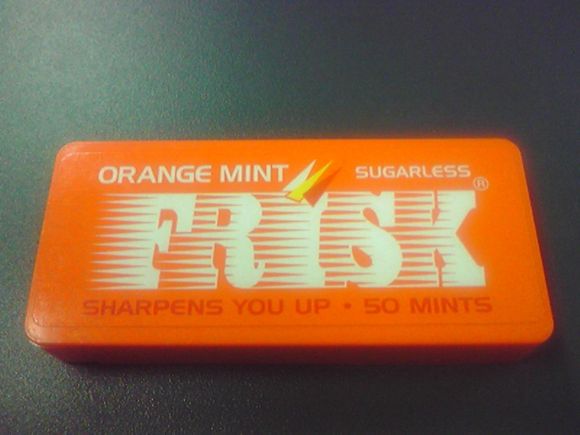 ORANGE MINT SUGARLESS
FRISK®
SHARPENS YOU UP • 50 MINTS